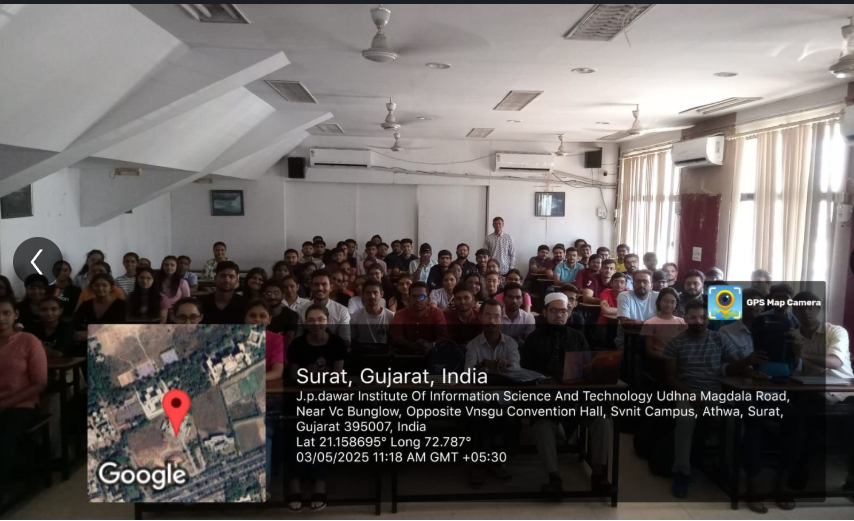 GPS Map Camera
Surat, Gujarat, India
J.p.dawar Institute Of Information Science And Technology Udhna Magdala Road,
Near Vc Bunglow, Opposite Vnsgu Convention Hall, Svnit Campus, Athwa, Surat,
Gujarat 395007, India
Lat 21.158695° Long 72.787°
03/05/2025 11:18 AM GMT +05:30
Google